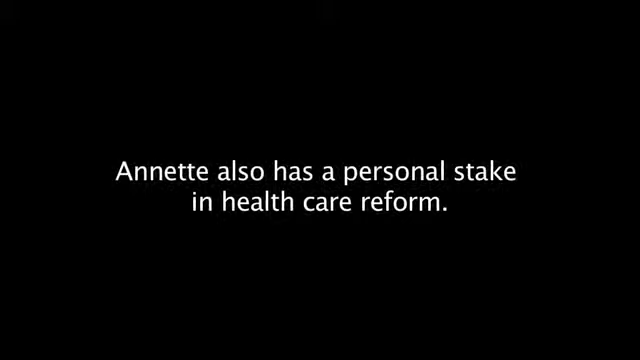 Annette also has a personal stake
in health care reform.